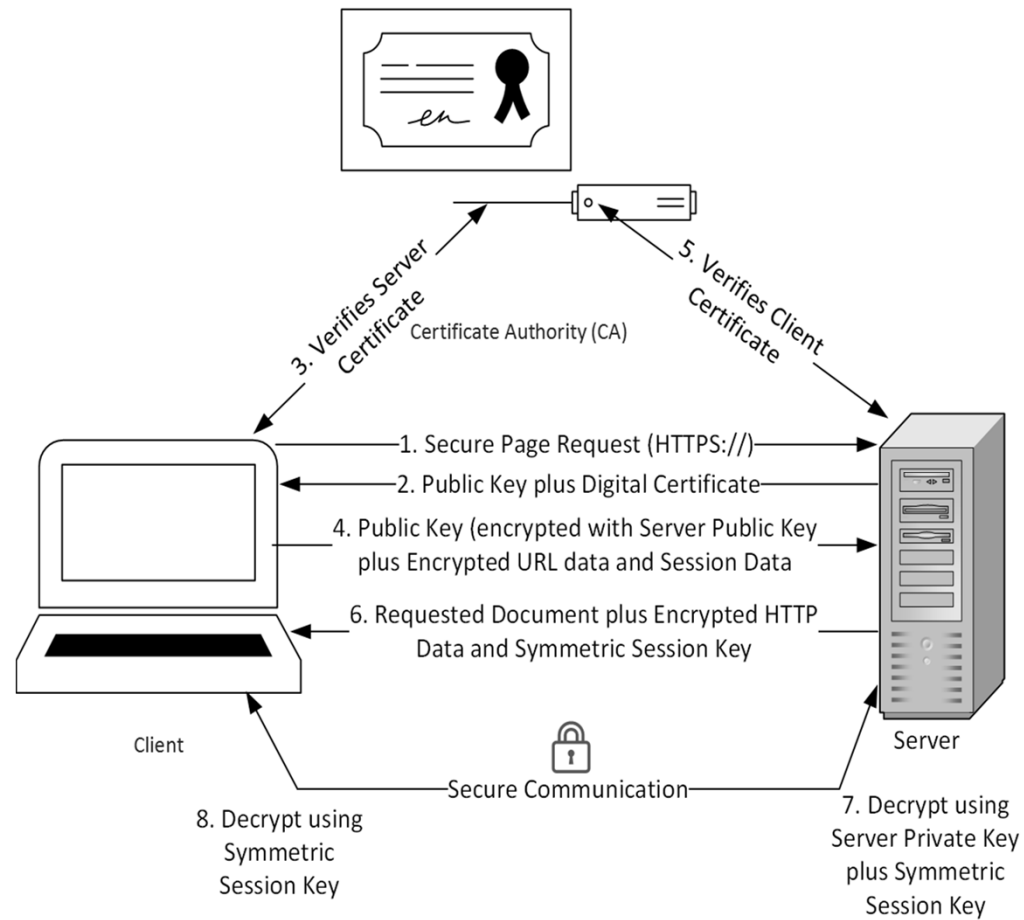 3. Verifies Server
Certificate
5. Verifies Client
Certificate
Certificate Authority (CA)
1. Secure Page Request (HTTPS://)
2. Public Key plus Digital Certificate
4. Public Key (encrypted with Server Public Key
plus Encrypted URL data and Session Data
6. Requested Document plus Encrypted HTTP
Data and Symmetric Session Key
Client
Server
Secure Communication
8. Decrypt using
Symmetric
Session Key
7. Decrypt using
Server Private Key
plus Symmetric
Session Key